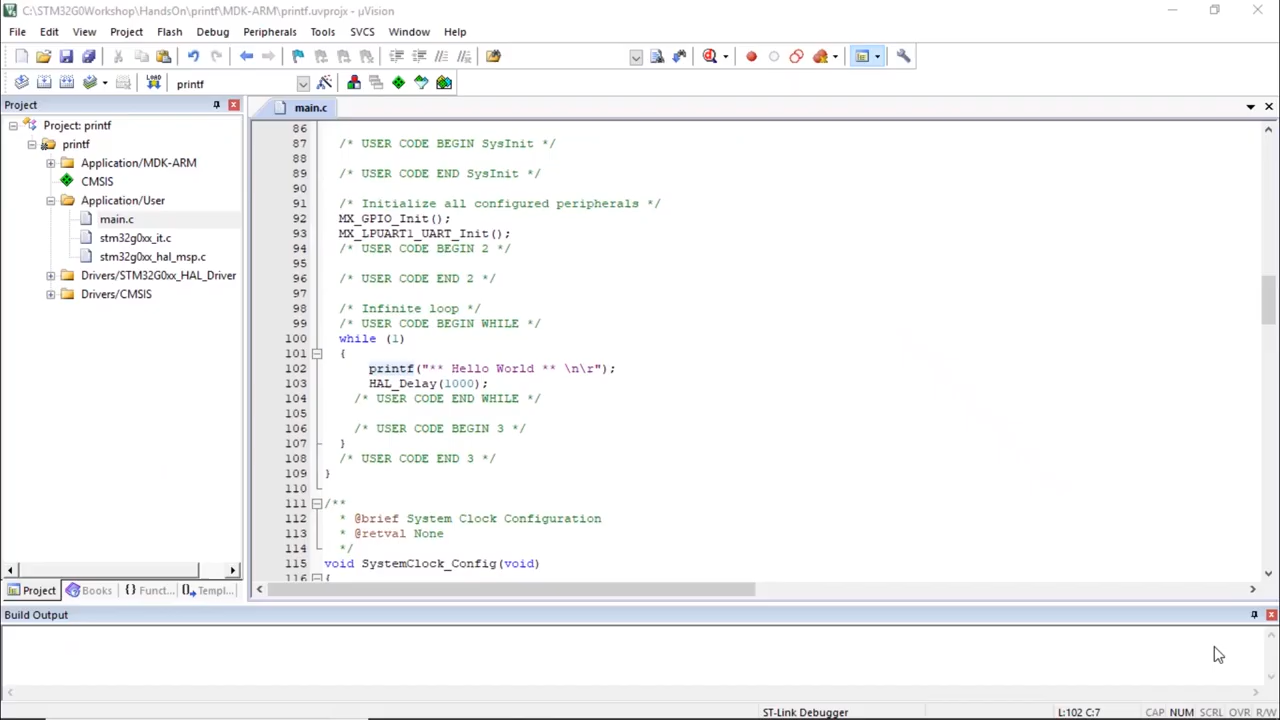 C:\STM32G0Workshop\HandsOn\printf\MDK-ARM\printf.uvprojx - µVision
File Edit View Project Flash Debug Peripherals Tools SVCS Window Help
LOAD printf
Project
main.c
Project: printf
printf
Application/MDK-ARM
CMSIS
Application/User
main.c
stm32g0xx_it.c
stm32g0xx_hal_msp.c
Drivers/STM32G0xx_HAL_Driver
Drivers/CMSIS
86
87 /* USER CODE BEGIN SysInit */
88
89 /* USER CODE END SysInit */
90
91 /* Initialize all configured peripherals */
92 MX_GPIO_Init();
93 MX_LPUART1_UART_Init();
94 /* USER CODE BEGIN 2 */
95
96 /* USER CODE END 2 */
97
98 /* Infinite loop */
99 /* USER CODE BEGIN WHILE */
100 while (1)
101 {
102 printf("** Hello World ** \n\r");
103 HAL_Delay(1000);
104 /* USER CODE END WHILE */
105
106 /* USER CODE BEGIN 3 */
107 }
108 /* USER CODE END 3 */
109 }
110
111 /**
112 * @brief System Clock Configuration
113 * @retval None
114 */
115 void SystemClock_Config(void)
116 {
Project Books {} Funct... Templ...
Build Output
ST-Link Debugger L:102 C:7 CAP NUM SCRL OVR R/W